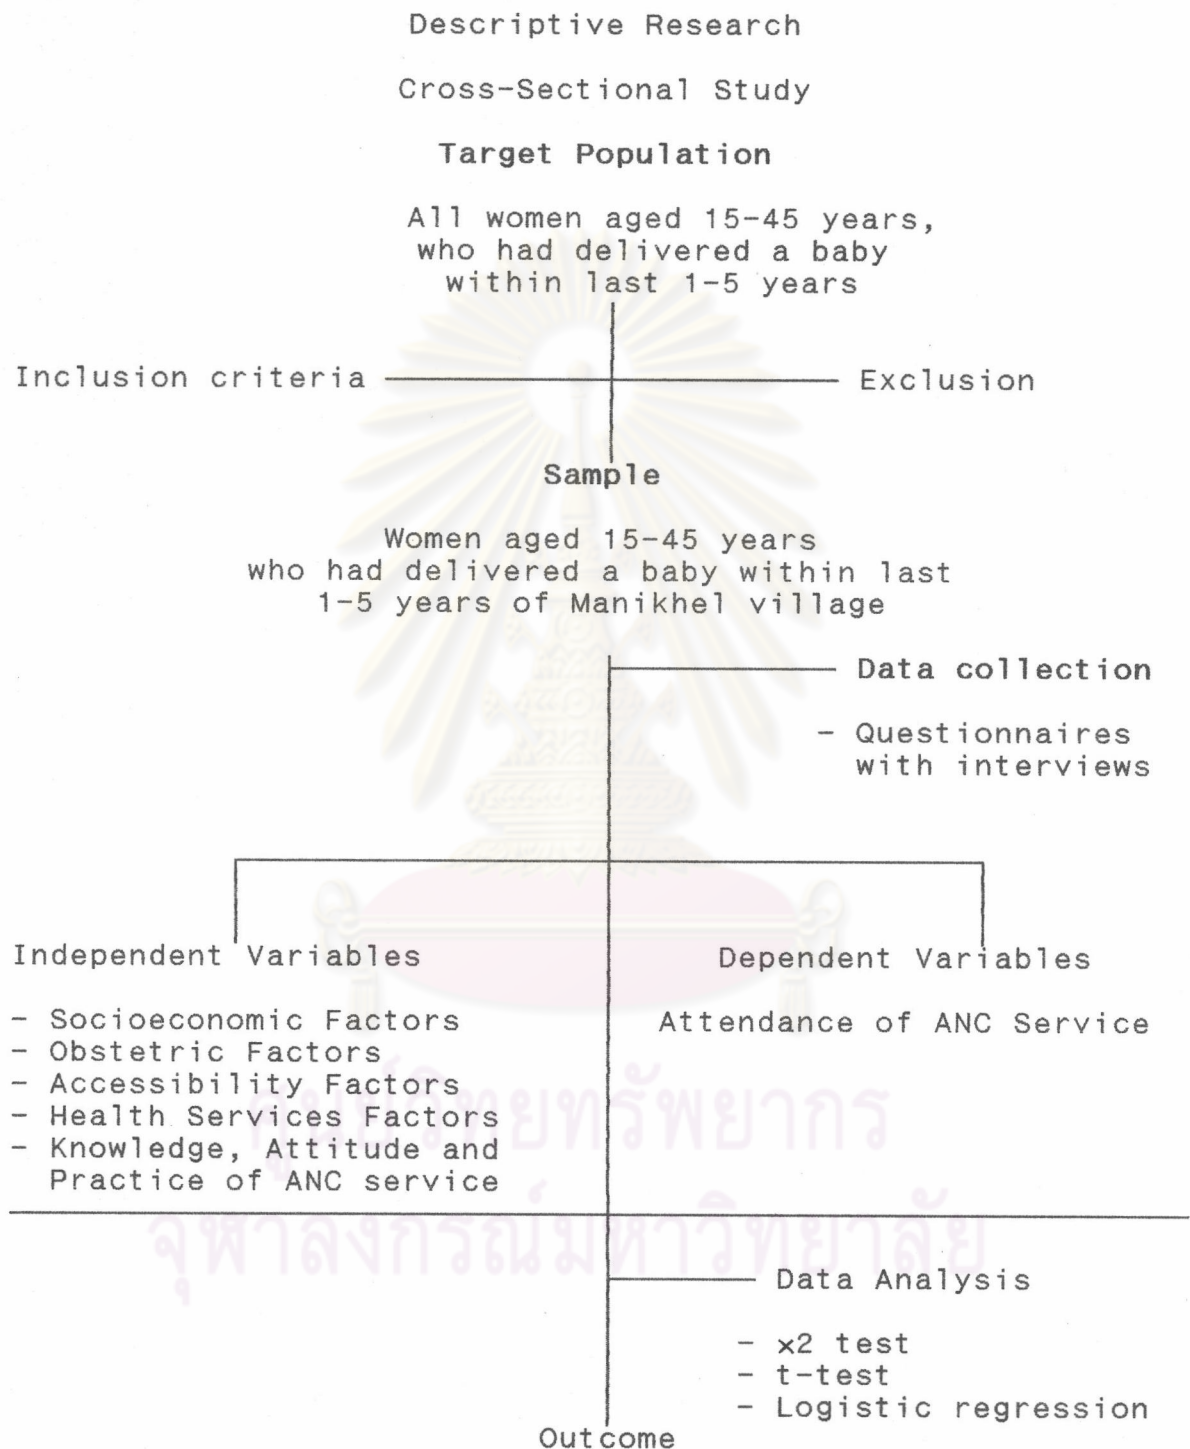 Descriptive Research
Cross-Sectional Study
Target Population
All women aged 15-45 years,
who had delivered a baby
within last 1-5 years
Inclusion criteria
Exclusion
Sample
Women aged 15-45 years
who had delivered a baby within last
1-5 years of Manikhel village
Data collection
- Questionnaires
with interviews
Independent Variables
- Socioeconomic Factors
- Obstetric Factors
- Accessibility Factors
- Health Services Factors
- Knowledge, Attitude and
Practice of ANC service
Dependent Variables
Attendance of ANC Service
ศูนย์วิทยทรัพยากร
จุฬาลงกรณ์มหาวิทยาลัย
Data Analysis
- x2 test
- t-test
- Logistic regression
Outcome